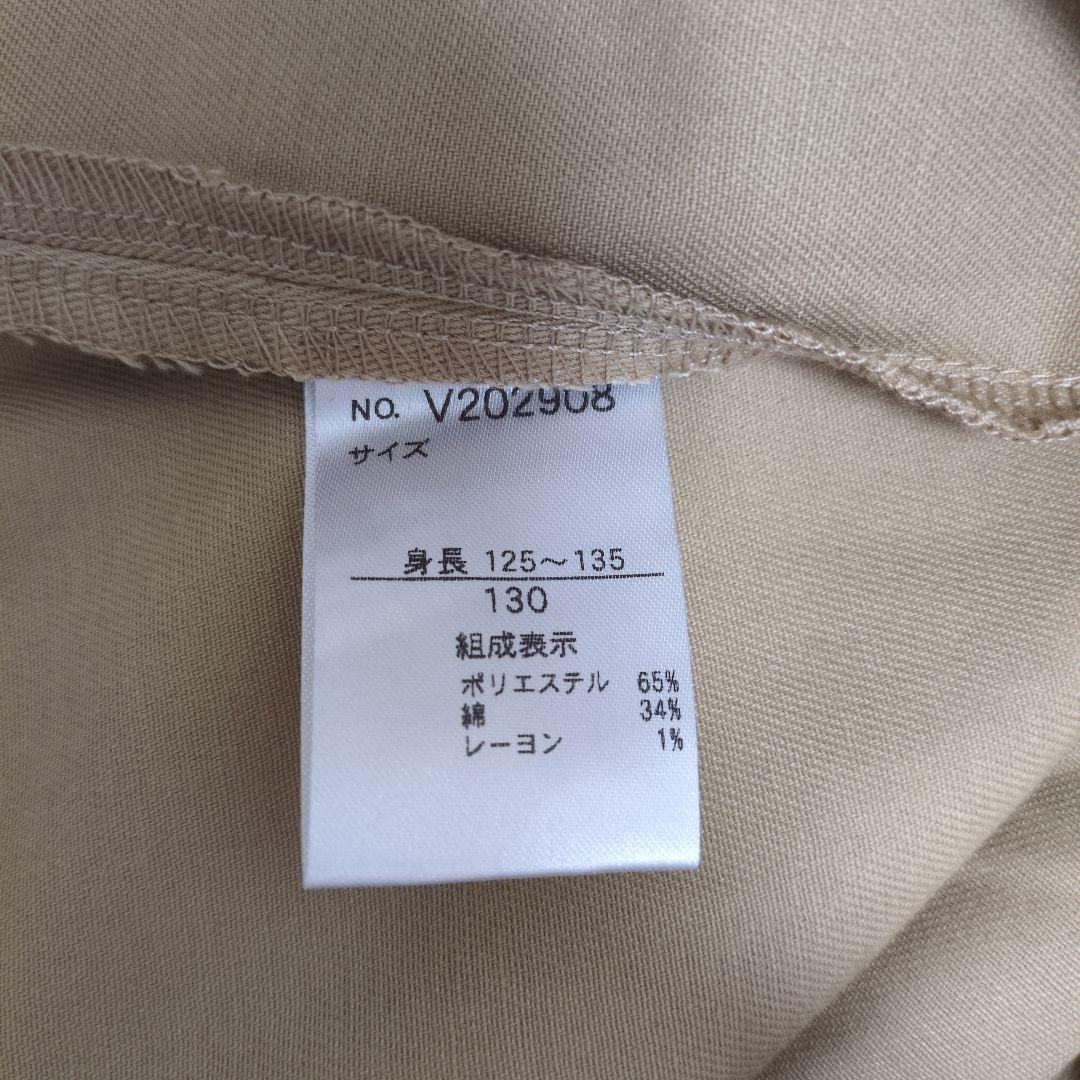 NO. V202908
サイズ
身長 125〜135
130
組成表示
ポリエステル 65%
綿 34%
レーヨン 1%